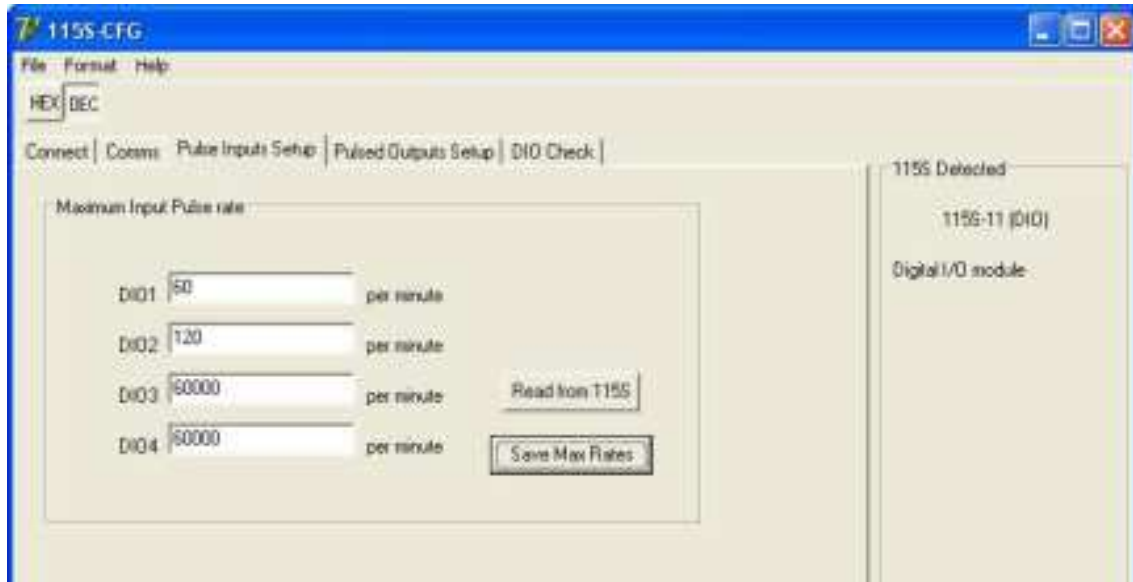 115S-CFG
File Format Help
HEX DEC
Connect Comms Pulse Inputs Setup Pulsed Outputs Setup DIO Check
115S Detected
115S-11 (DIO)
Digital I/O module
Maximum Input Pulse rate
DIO1 60 per minute
DIO2 120 per minute
DIO3 60000 per minute
DIO4 60000 per minute
Read from 115S
Save Max Rates